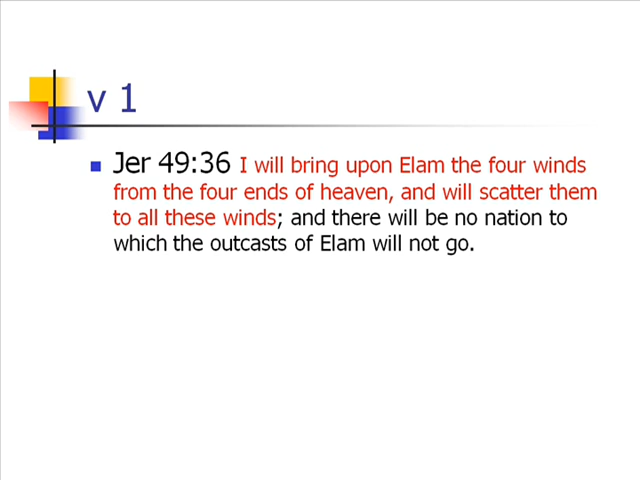 v 1
Jer 49:36 I will bring upon Elam the four winds
from the four ends of heaven, and will scatter them
to all these winds; and there will be no nation to
which the outcasts of Elam will not go.